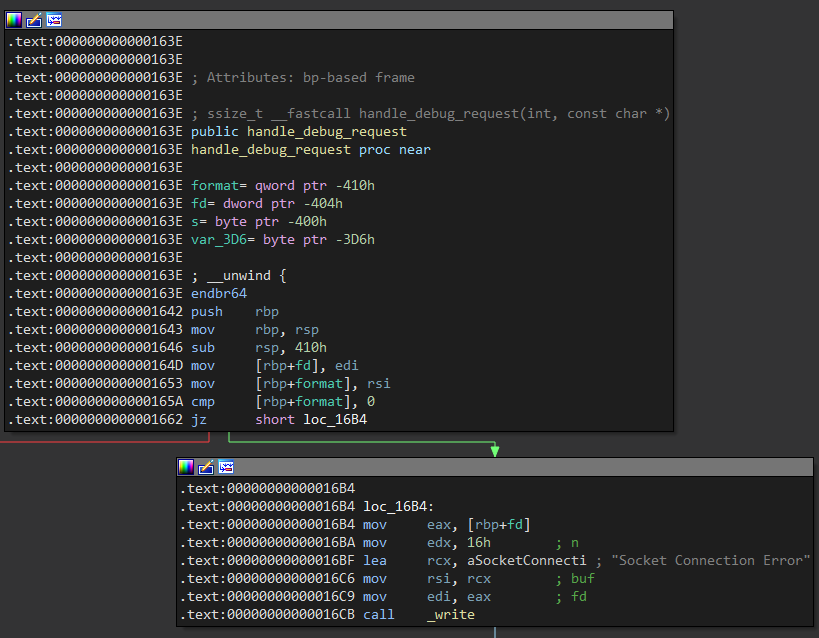 .text:000000000000163E
.text:000000000000163E
.text:000000000000163E ; Attributes: bp-based frame
.text:000000000000163E
.text:000000000000163E ; ssize_t __fastcall handle_debug_request(int, const char *)
.text:000000000000163E public handle_debug_request
.text:000000000000163E handle_debug_request proc near
.text:000000000000163E
.text:000000000000163E format= qword ptr -410h
.text:000000000000163E fd= dword ptr -404h
.text:000000000000163E s= byte ptr -400h
.text:000000000000163E var_3D6= byte ptr -3D6h
.text:000000000000163E
.text:000000000000163E ; __unwind {
.text:000000000000163E endbr64
.text:0000000000001642 push    rbp
.text:0000000000001643 mov     rbp, rsp
.text:0000000000001646 sub     rsp, 410h
.text:000000000000164D mov     [rbp+fd], edi
.text:0000000000001653 mov     [rbp+format], rsi
.text:000000000000165A cmp     [rbp+format], 0
.text:0000000000001662 jz      short loc_16B4
.text:00000000000016B4
.text:00000000000016B4 loc_16B4:
.text:00000000000016B4 mov     eax, [rbp+fd]
.text:00000000000016BA mov     edx, 16h        ; n
.text:00000000000016BF lea     rcx, aSocketConnecti ; "Socket Connection Error"
.text:00000000000016C6 mov     rsi, rcx        ; buf
.text:00000000000016C9 mov     edi, eax        ; fd
.text:00000000000016CB call    _write